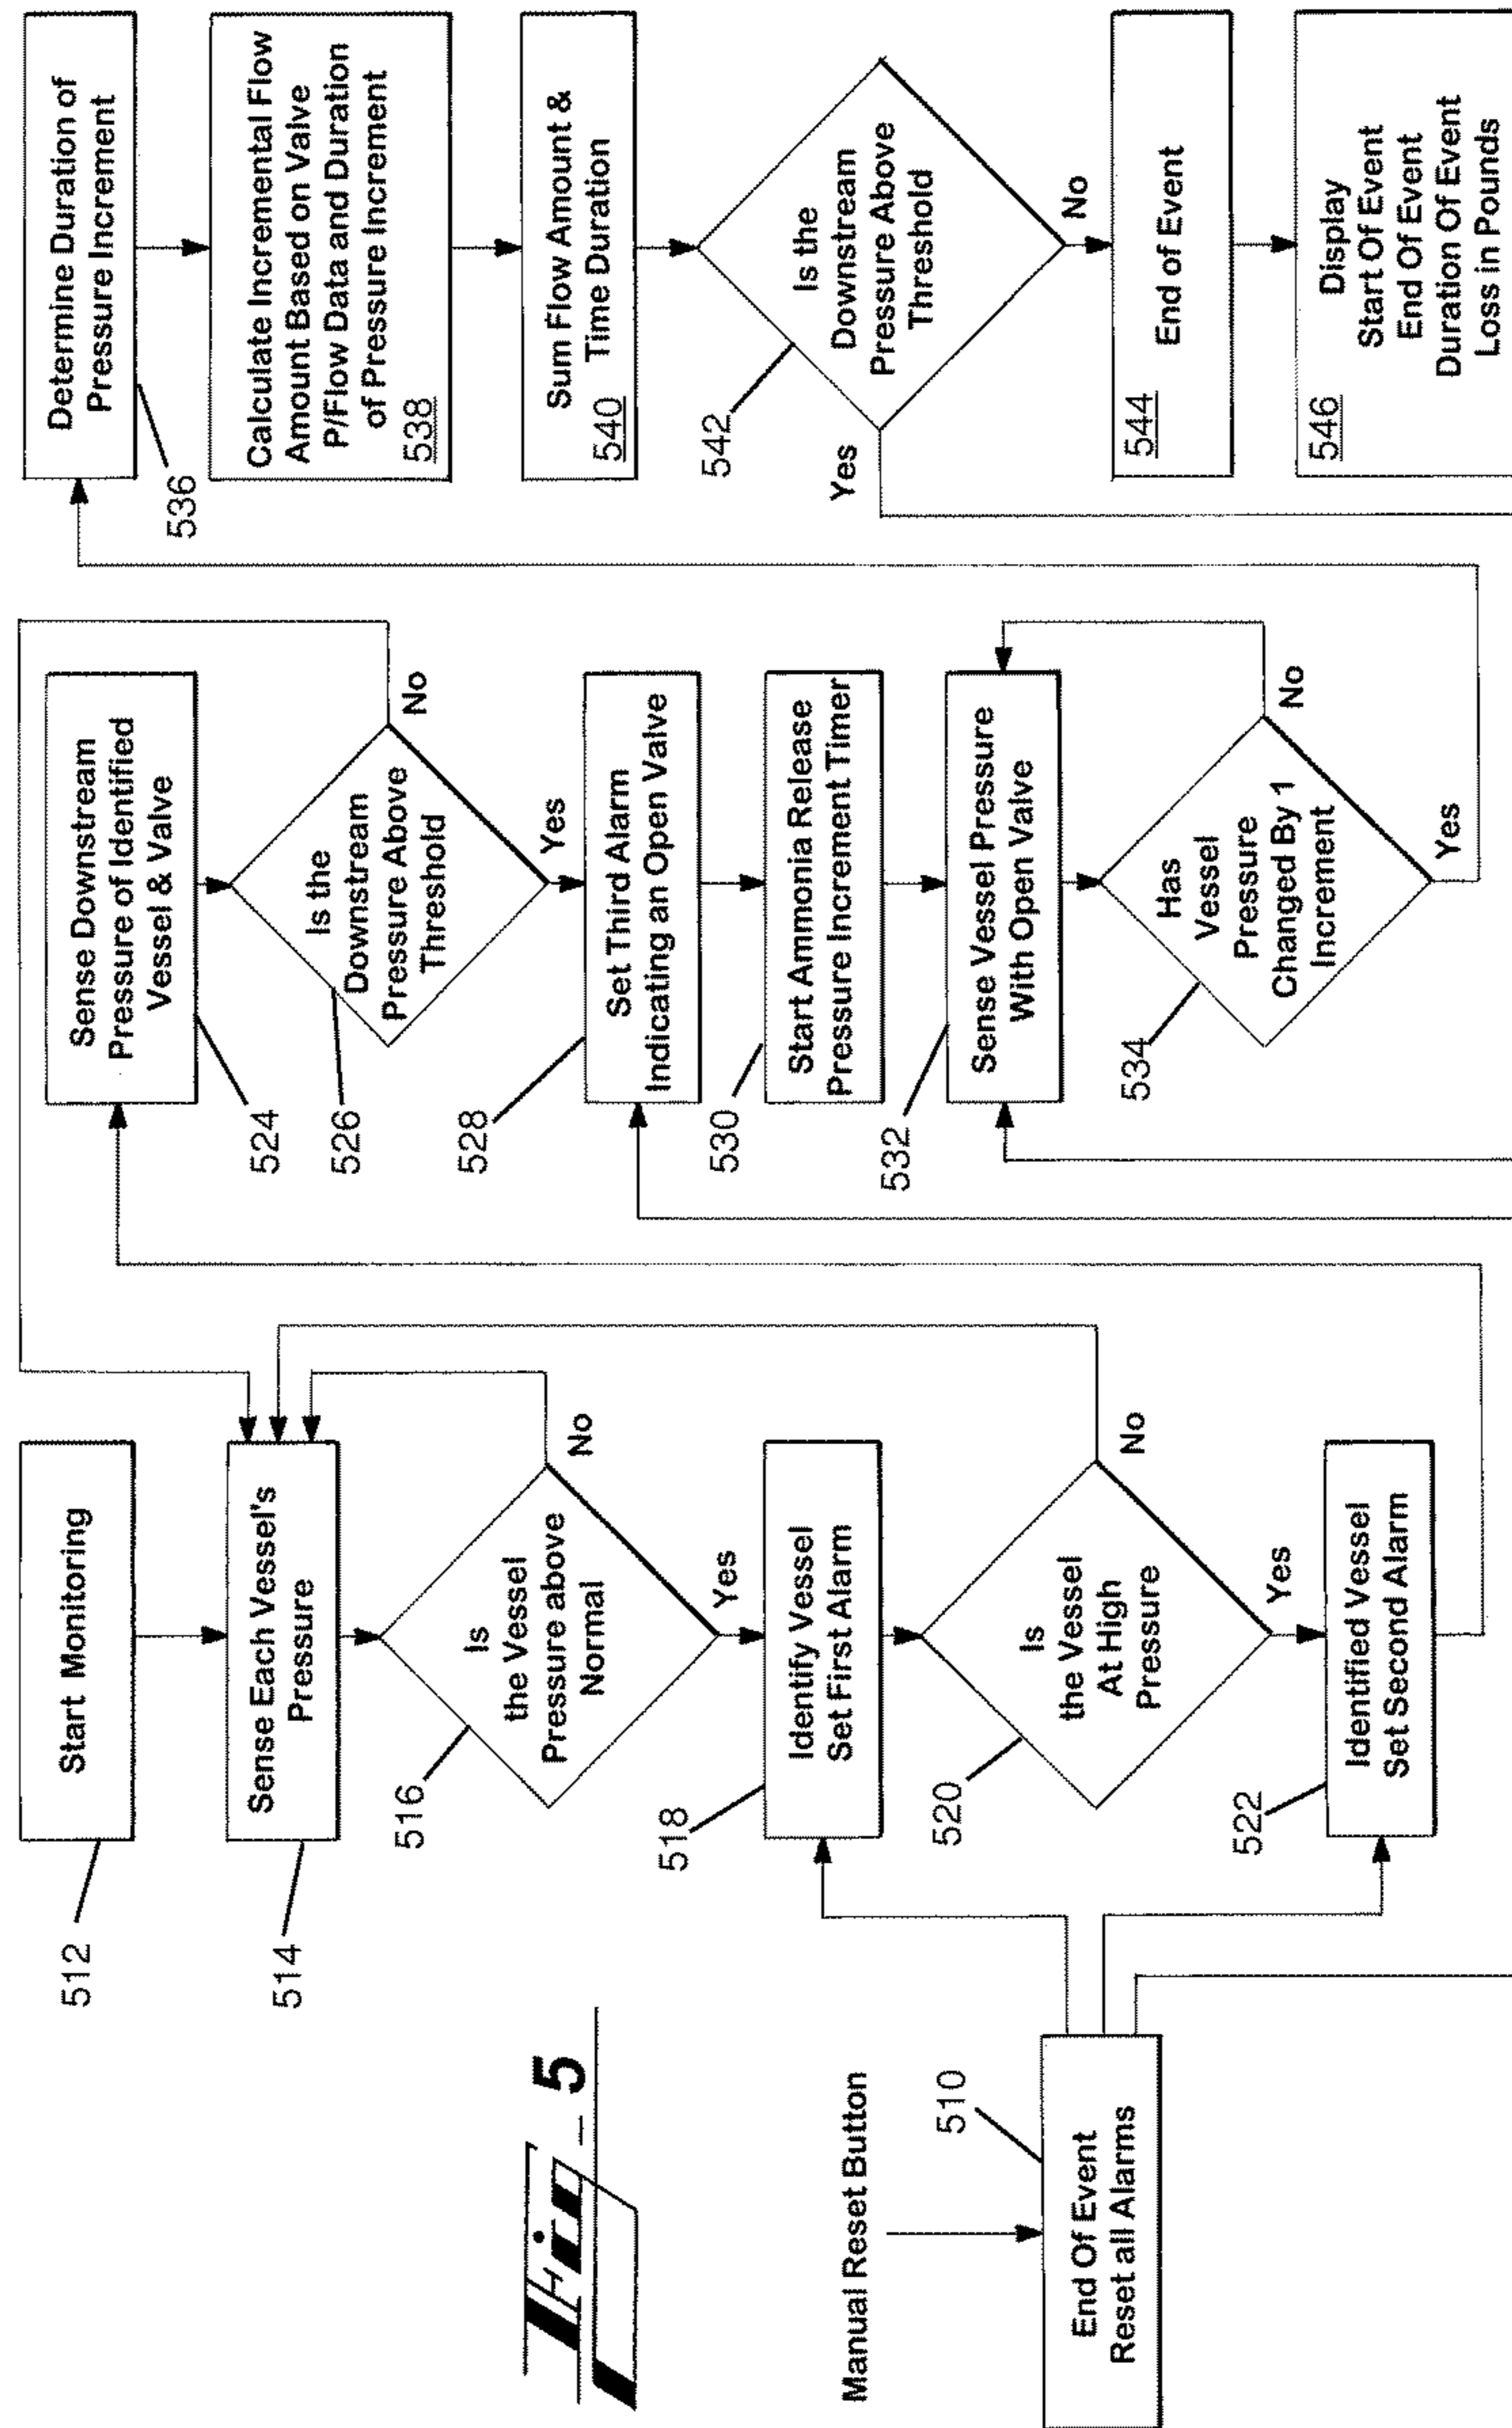 Manual Reset Button
510
End Of Event
Reset all Alarms
Fig_5
512
Start Monitoring
514
Sense Each Vessel's
Pressure
516
Is
the Vessel
Pressure above
Normal
No
Yes
518
Identify Vessel
Set First Alarm
520
Is
the Vessel
At High
Pressure
No
Yes
522
Identified Vessel
Set Second Alarm
524
Sense Downstream
Pressure of Identified
Vessel & Valve
526
Is the
Downstream
Pressure Above
Threshold
No
Yes
528
Set Third Alarm
Indicating an Open Valve
530
Start Ammonia Release
Pressure Increment Timer
532
Sense Vessel Pressure
With Open Valve
534
Has
Vessel
Pressure
Changed By 1
Increment
No
Yes
536
Determine Duration of
Pressure Increment
Calculate Incremental Flow
Amount Based on Valve
P/Flow Data and Duration
of Pressure Increment
538
Sum Flow Amount &
Time Duration
540
542
Is the
Downstream
Pressure Above
Threshold
Yes
No
End of Event
544
Display
Start Of Event
End Of Event
Duration Of Event
Loss in Pounds
546